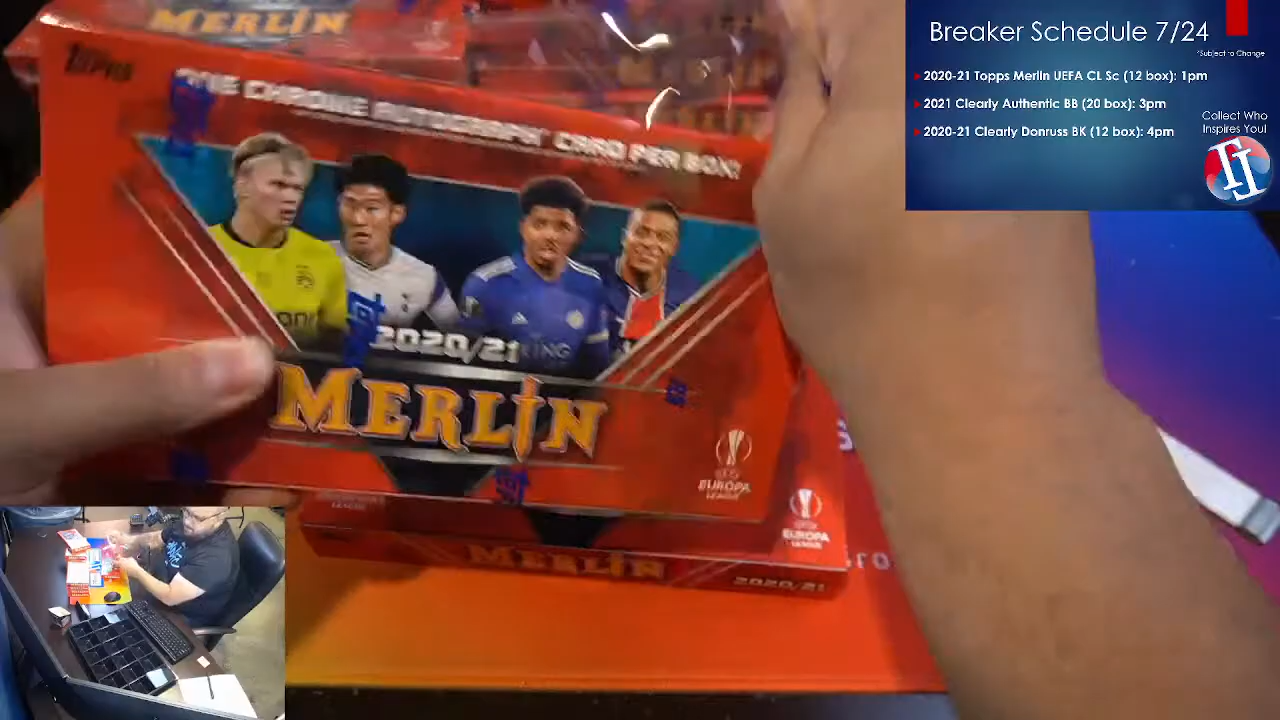 MERLIN
Breaker Schedule 7/24
*Subject to Change
2020-21 Topps Merlin UEFA CL Sc (12 box): 1pm
2021 Clearly Authentic BB (20 box): 3pm
2020-21 Clearly Donruss BK (12 box): 4pm
Collect Who
Inspires You!
Topps
ONE CHROME AUTOGRAPH CARD PER BOX!
2020/21
KING
MERLIN
EUROPA
LEAGUE
EUROPA
LEAGUE
MERLIN
2020/21